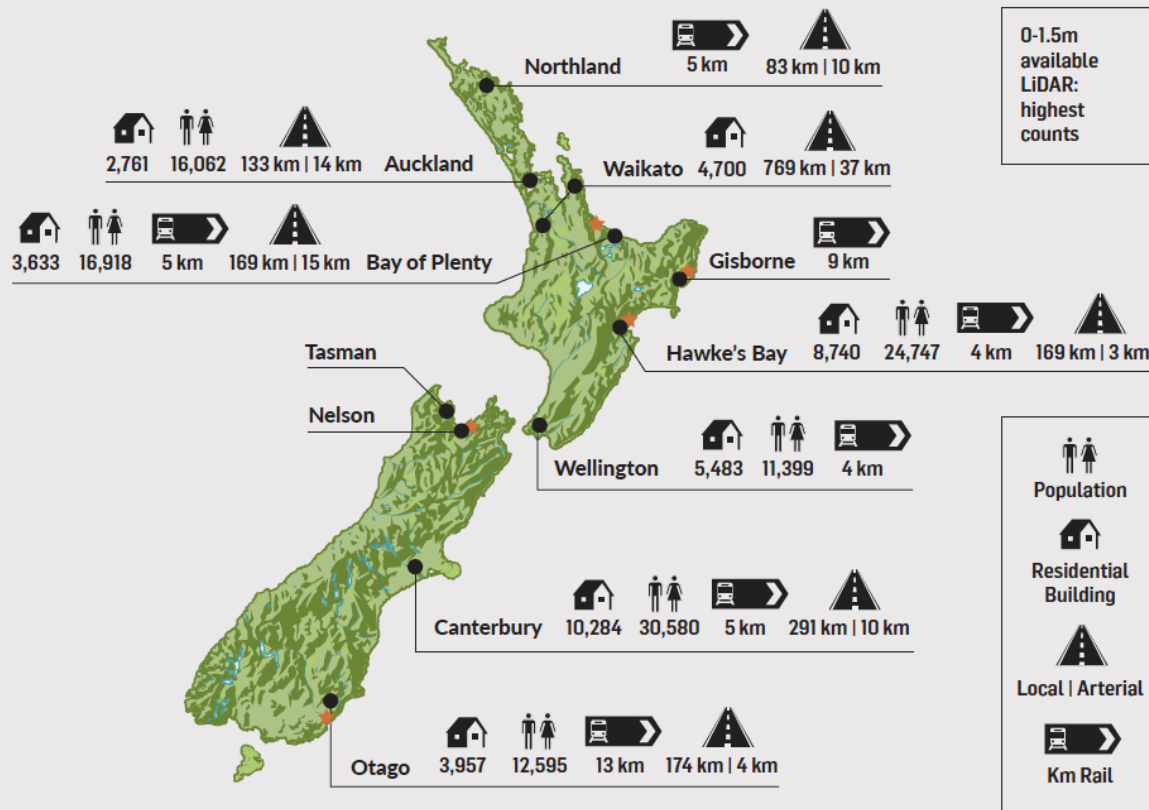 Northland
5 km 83 km | 10 km
0-1.5m
available
LiDAR:
highest
counts
2,761 16,062 133 km | 14 km Auckland
Waikato 4,700 769 km | 37 km
3,633 16,918 5 km 169 km | 15 km Bay of Plenty
Gisborne
9 km
Hawke's Bay 8,740 24,747 4 km 169 km | 3 km
Tasman
Nelson
Wellington 5,483 11,399 4 km
Canterbury 10,284 30,580 5 km 291 km | 10 km
Otago 3,957 12,595 13 km 174 km | 4 km
Population
Residential
Building
Local | Arterial
Km Rail